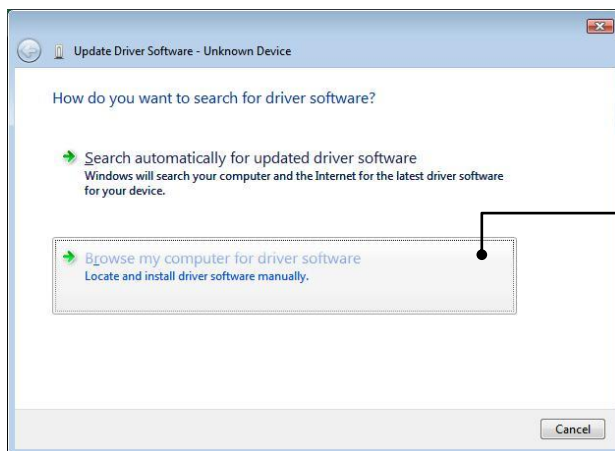 Update Driver Software - Unknown Device
How do you want to search for driver software?
Search automatically for updated driver software
Windows will search your computer and the Internet for the latest driver software
for your device.
Browse my computer for driver software
Locate and install driver software manually.
Cancel